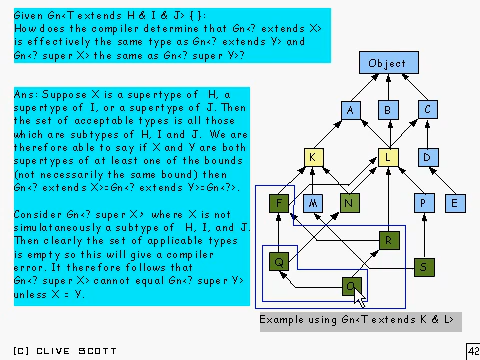 Given Gn<T extends H & I & J> { }:
How does the compiler determine that Gn<? extends X>
is effectively the same type as Gn<? extends Y> and
Gn<? super X> the same as Gn<? super Y>?
Ans: Suppose X is a supertype of H, a
supertype of I, or a supertype of J. Then
the set of acceptable types is all those
which are subtypes of H, I and J. We are
therefore able to say if X and Y are both
supertypes of at least one of the bounds
(not necessarily the same bound) then
Gn<? extends X>=Gn<? extends Y>=Gn<?>.
Consider Gn<? super X> where X is not
simulataneously a subtype of H, I, and J.
Then clearly the set of applicable types
is empty so this will give a compiler
error. It therefore follows that
Gn<? super X> cannot equal Gn<? super Y>
unless X = Y.
Object
A B C
K L D
F M N P E
R
Q S
O
Example using Gn<T extends K & L>
[C] CLIVE SCOTT
42